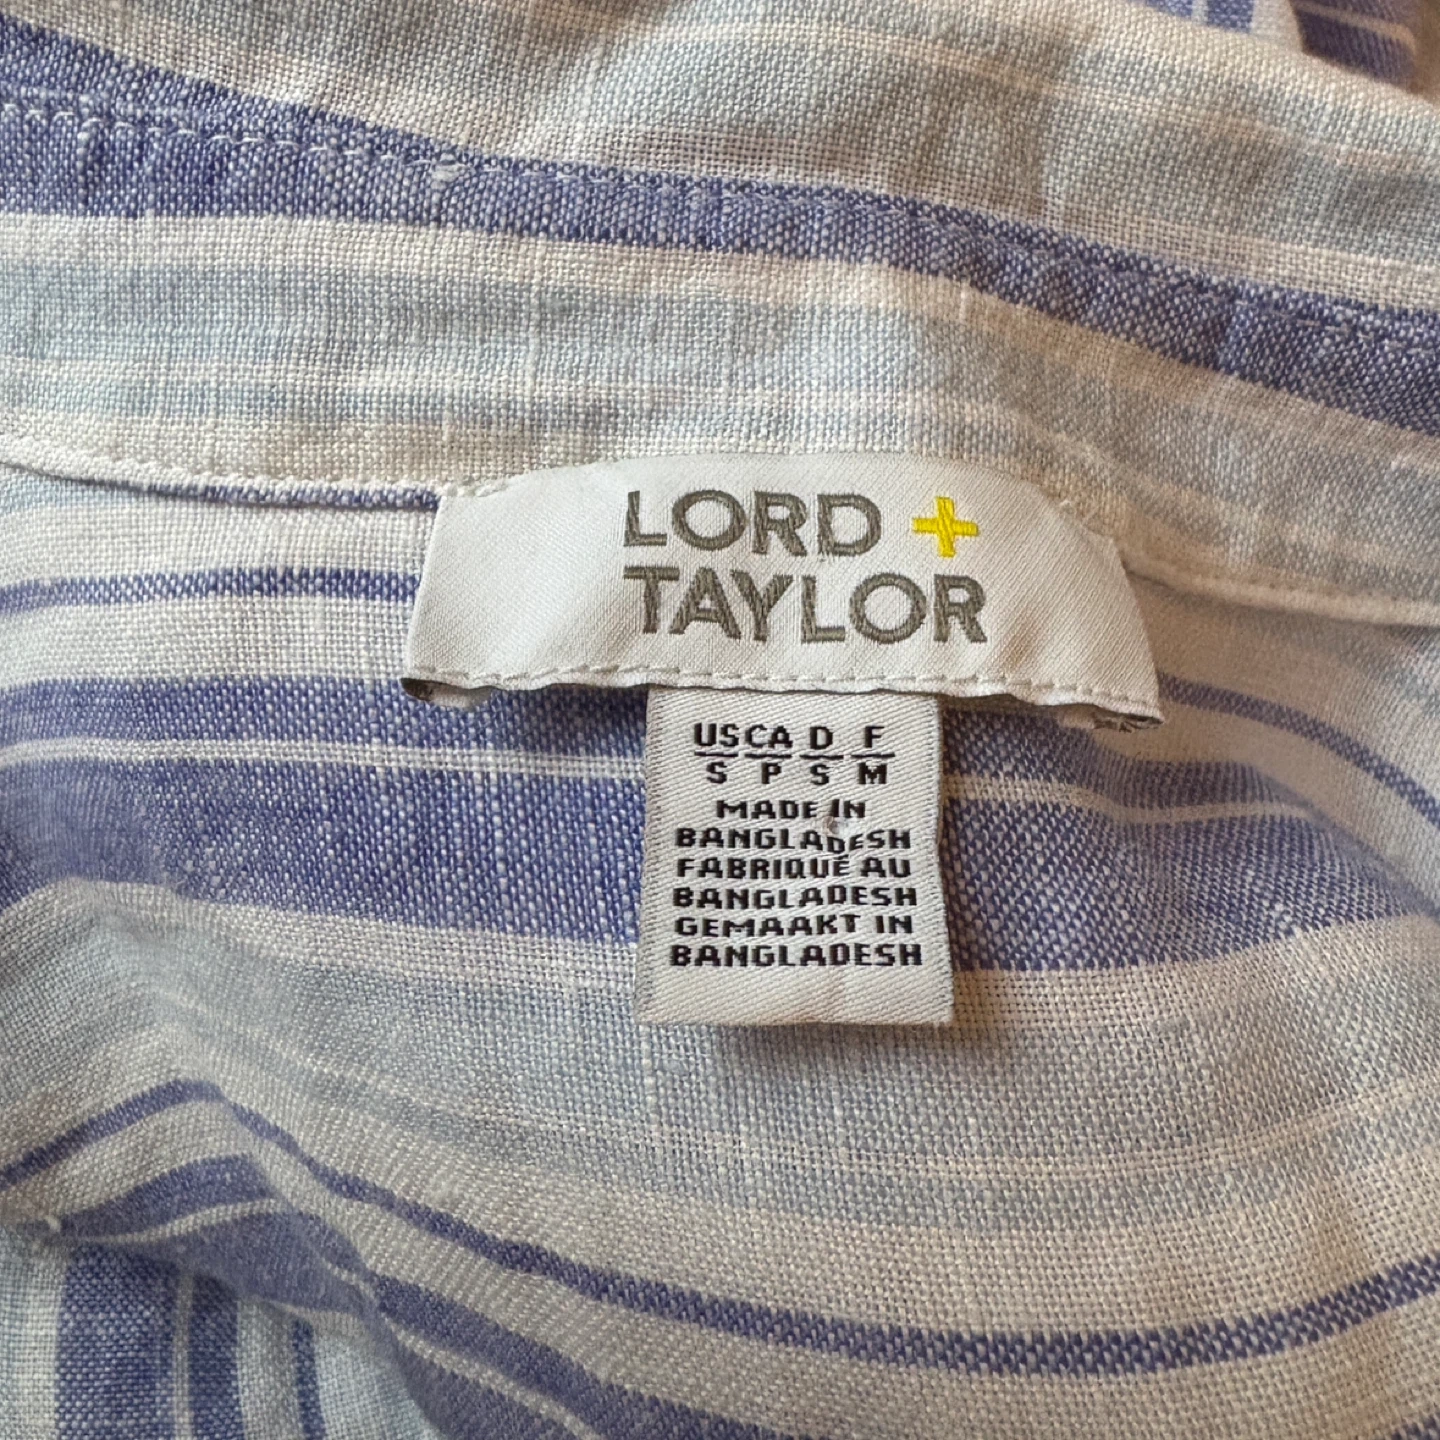 LORD +
TAYLOR
US CA D F
S P S M
MADE IN
BANGLADESH
FABRIQUÉ AU
BANGLADESH
GEMAAKT IN
BANGLADESH